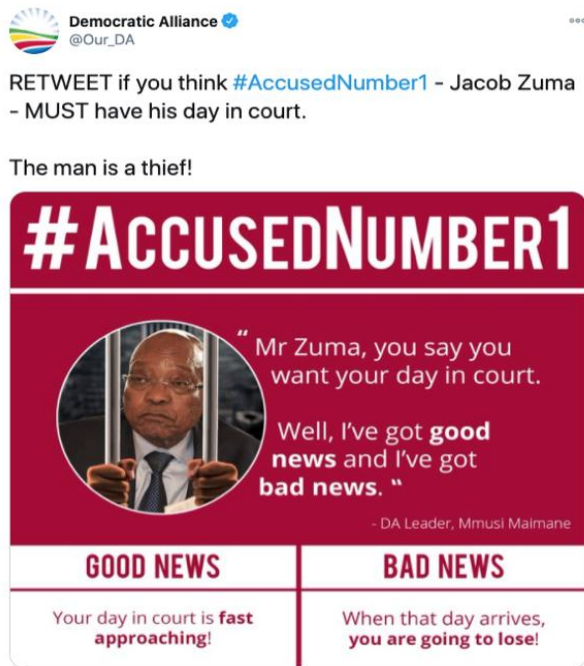 Democratic Alliance
@Our_DA
RETWEET if you think #AccusedNumber1 - Jacob Zuma
- MUST have his day in court.
The man is a thief!
#ACCUSEDNUMBER1
“ Mr Zuma, you say you
want your day in court.
Well, I’ve got good
news and I’ve got
bad news. “
- DA Leader, Mmusi Maimane
GOOD NEWS
Your day in court is fast
approaching!
BAD NEWS
When that day arrives,
you are going to lose!